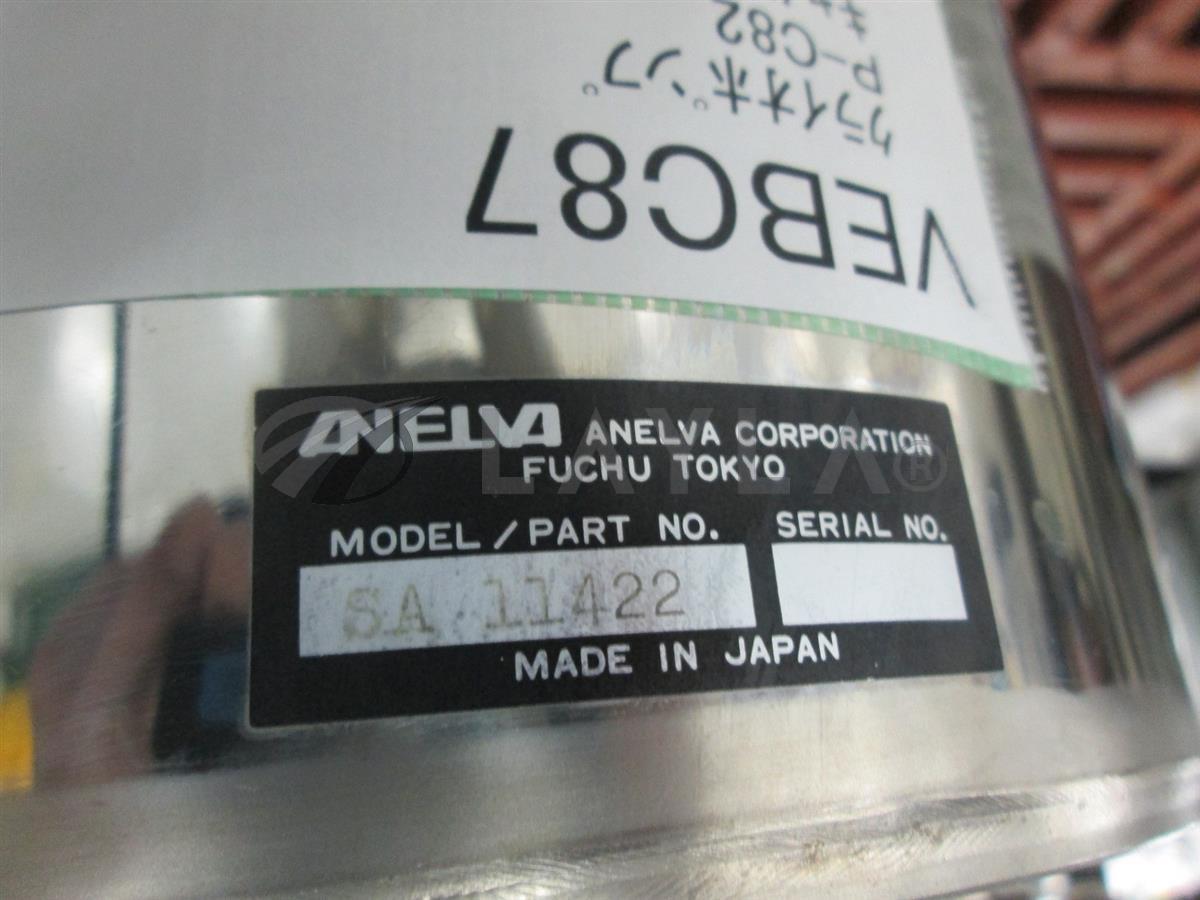 VEBC87
クライオポンプ
P-C82
ANELVA
ANELVA CORPORATION
FUCHU TOKYO
LAYLA®
MODEL/PART NO.
SERIAL NO.
SA 11422
MADE IN JAPAN